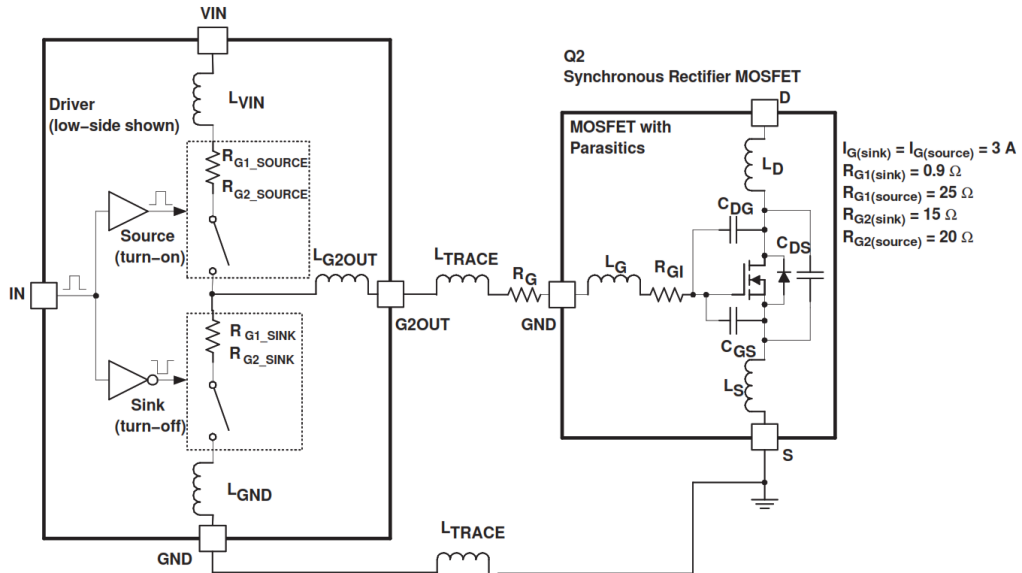 VIN
Q2
Synchronous Rectifier MOSFET
D
Driver
(low–side shown)
LVIN
MOSFET with
Parasitics
IG(sink) = IG(source) = 3 A
RG1(sink) = 0.9 Ω
RG1(source) = 25 Ω
RG2(sink) = 15 Ω
RG2(source) = 20 Ω
RG1_SOURCE
RG2_SOURCE
LD
CDG
CDS
Source
(turn–on)
LG2OUT
LTRACE
RG
LG
RGI
IN
G2OUT
GND
RG1_SINK
RG2_SINK
CGS
Sink
(turn–off)
LS
S
LGND
LTRACE
GND